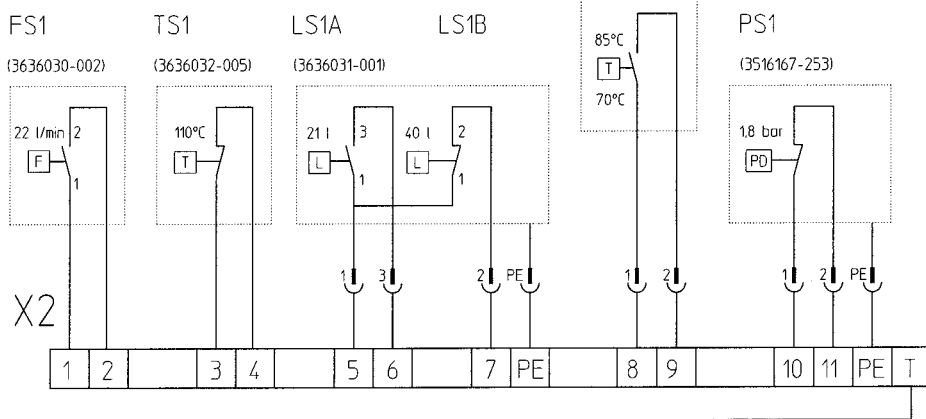 FS1 TS1 LS1A LS1B PS1
85°C
(3636030-002) (3636032-005) (3636031-001) (3516167-253)
T
70°C
22 l/min 2 110°C 21 l 3 40 l 2 1,8 bar
F T L L PD
1 1 1
1 3 2 PE 1 2 1 2 PE
X2
1 2 3 4 5 6 7 PE 8 9 10 11 PE T